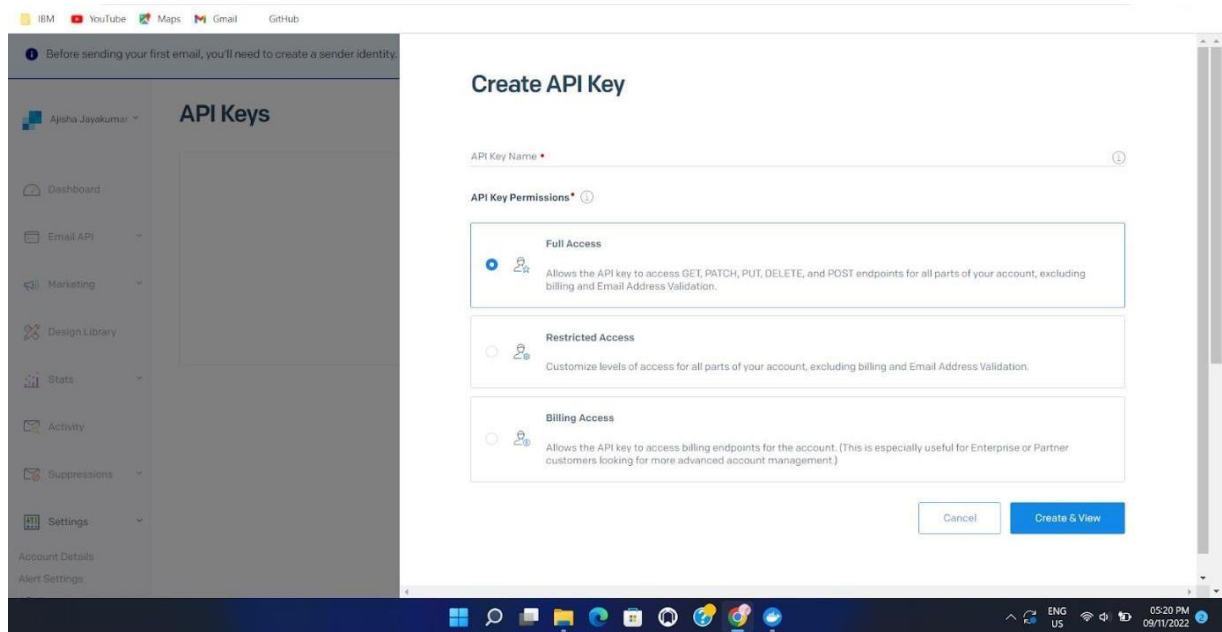 IBM YouTube Maps Gmail GitHub
Before sending your first email, you'll need to create a sender identity.
Ajisha Jayakumar
API Keys
Dashboard
Email API
Marketing
Design Library
Stats
Activity
Suppressions
Settings
Account Details
Alert Settings
Create API Key
API Key Name
API Key Permissions*
Full Access
Allows the API key to access GET, PATCH, PUT, DELETE, and POST endpoints for all parts of your account, excluding
billing and Email Address Validation.
Restricted Access
Customize levels of access for all parts of your account, excluding billing and Email Address Validation.
Billing Access
Allows the API key to access billing endpoints for the account. (This is especially useful for Enterprise or Partner
customers looking for more advanced account management.)
Cancel Create & View
ENG
US
05:20 PM
09/11/2022
2